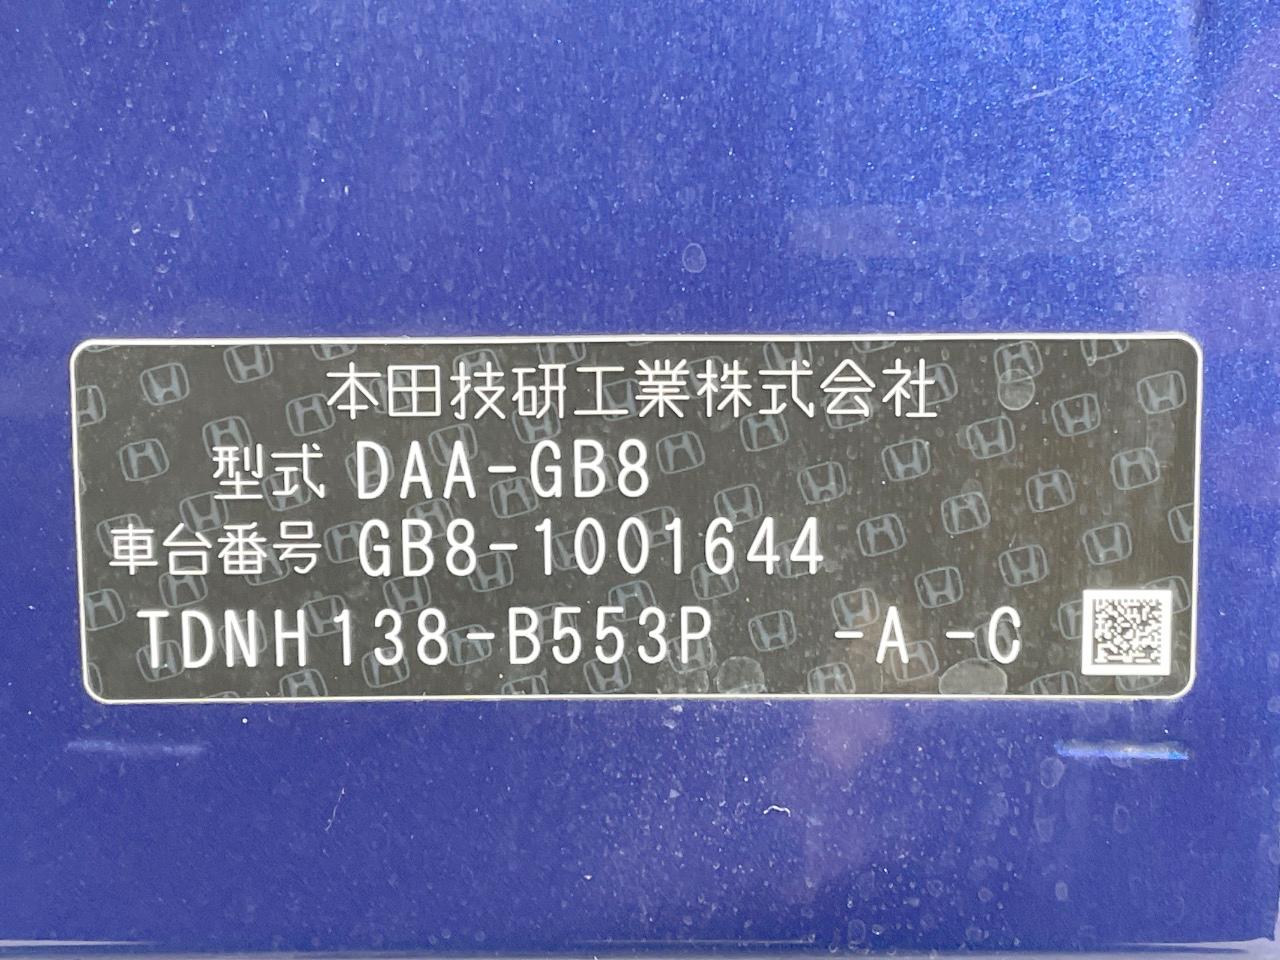 本田技研工業株式会社
型式 DAA-GB8
車台番号 GB8-1001644
TDNH138-B553P -A -C